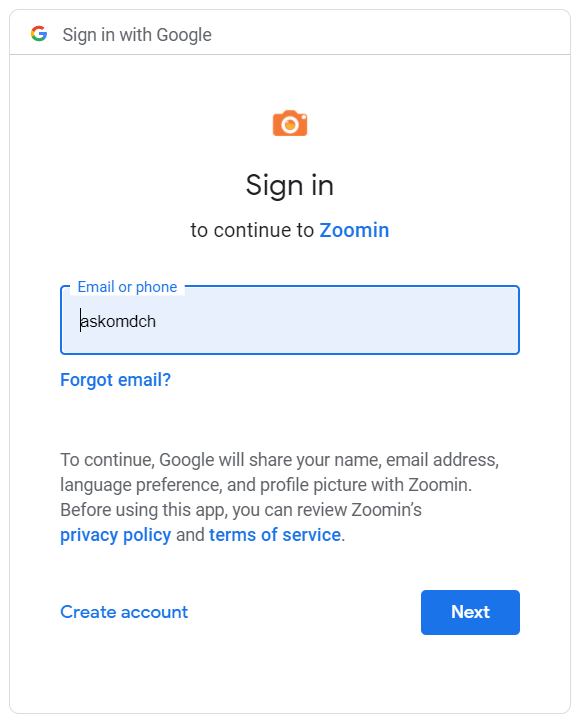 Sign in with Google
Sign in
to continue to Zoomin
Email or phone
askomdch
Forgot email?
To continue, Google will share your name, email address,
language preference, and profile picture with Zoomin.
Before using this app, you can review Zoomin’s
privacy policy and terms of service.
Create account
Next